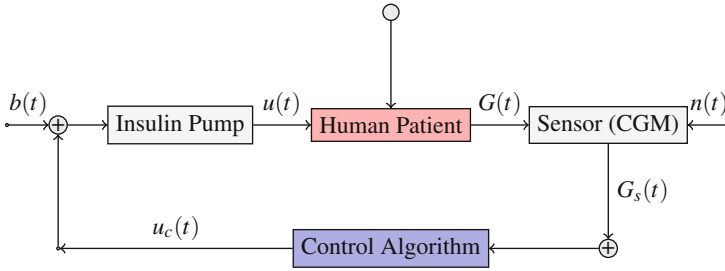 b(t)
+
Insulin Pump
u(t)
Human Patient
G(t)
Sensor (CGM)
n(t)
G_s(t)
u_c(t)
Control Algorithm
+